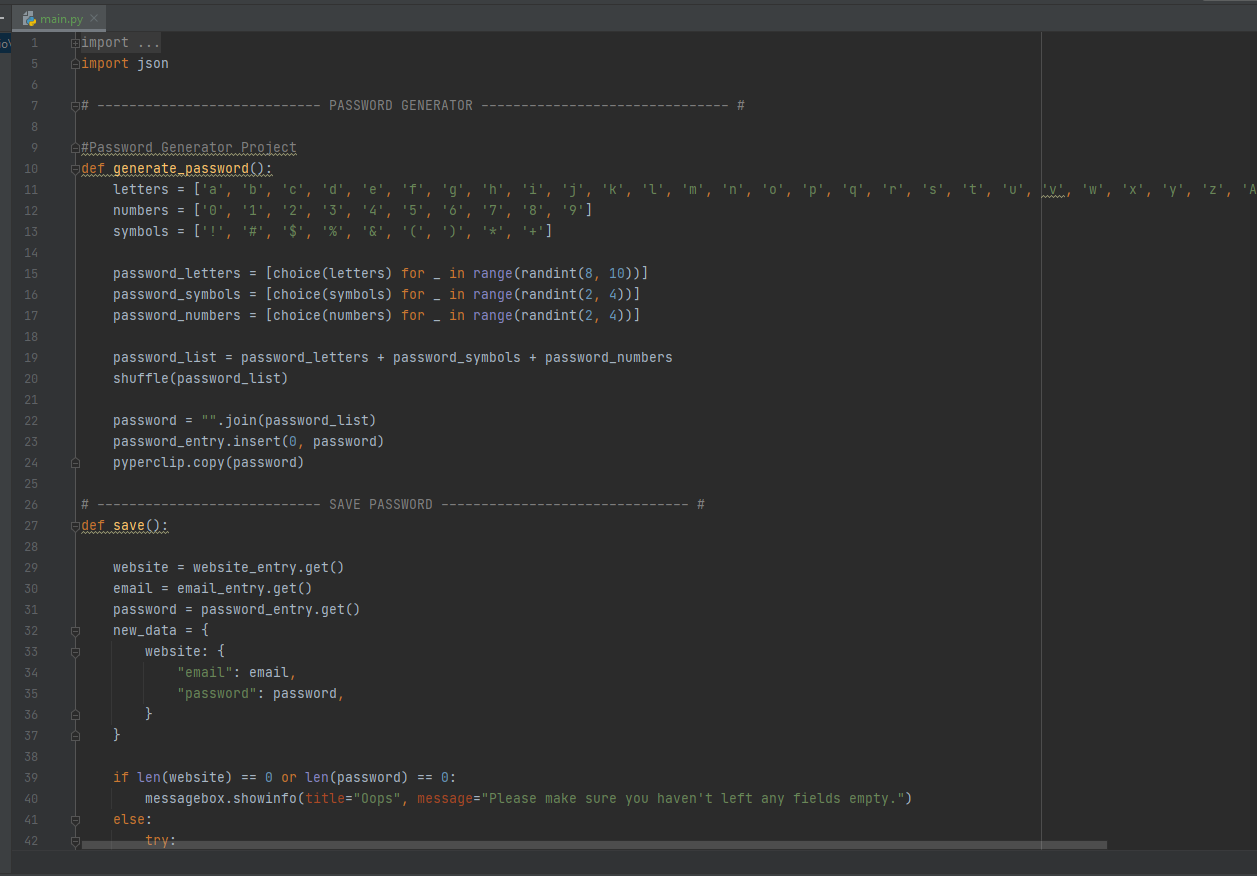 main.py
1 import ...
5 import json
6
7 # ---------------------------- PASSWORD GENERATOR ------------------------------- #
8
9 #Password Generator Project
10 def generate_password():
11     letters = ['a', 'b', 'c', 'd', 'e', 'f', 'g', 'h', 'i', 'j', 'k', 'l', 'm', 'n', 'o', 'p', 'q', 'r', 's', 't', 'u', 'v', 'w', 'x', 'y', 'z', 'A
12     numbers = ['0', '1', '2', '3', '4', '5', '6', '7', '8', '9']
13     symbols = ['!', '#', '$', '%', '&', '(', ')', '*', '+']
14
15     password_letters = [choice(letters) for _ in range(randint(8, 10))]
16     password_symbols = [choice(symbols) for _ in range(randint(2, 4))]
17     password_numbers = [choice(numbers) for _ in range(randint(2, 4))]
18
19     password_list = password_letters + password_symbols + password_numbers
20     shuffle(password_list)
21
22     password = "".join(password_list)
23     password_entry.insert(0, password)
24     pyperclip.copy(password)
25
26 # ---------------------------- SAVE PASSWORD ------------------------------- #
27 def save():
28
29     website = website_entry.get()
30     email = email_entry.get()
31     password = password_entry.get()
32     new_data = {
33         website: {
34             "email": email,
35             "password": password,
36         }
37     }
38
39     if len(website) == 0 or len(password) == 0:
40         messagebox.showinfo(title="Oops", message="Please make sure you haven't left any fields empty.")
41     else:
42         try: